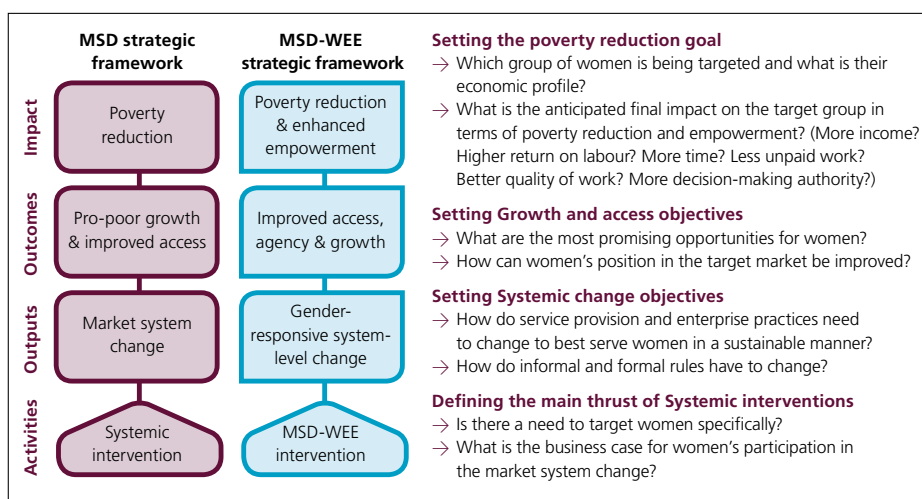 MSD strategic
framework
MSD-WEE
strategic framework
Impact
Poverty
reduction
Poverty reduction
& enhanced
empowerment
Outcomes
Pro-poor growth
& improved access
Improved access,
agency & growth
Outputs
Market system
change
Gender-
responsive system-
level change
Activities
Systemic
intervention
MSD-WEE
intervention
Setting the poverty reduction goal
→ Which group of women is being targeted and what is their
economic profile?
→ What is the anticipated final impact on the target group in
terms of poverty reduction and empowerment? (More income?
Higher return on labour? More time? Less unpaid work?
Better quality of work? More decision-making authority?)
Setting Growth and access objectives
→ What are the most promising opportunities for women?
→ How can women’s position in the target market be improved?
Setting Systemic change objectives
→ How do service provision and enterprise practices need
to change to best serve women in a sustainable manner?
→ How do informal and formal rules have to change?
Defining the main thrust of Systemic interventions
→ Is there a need to target women specifically?
→ What is the business case for women’s participation in
the market system change?